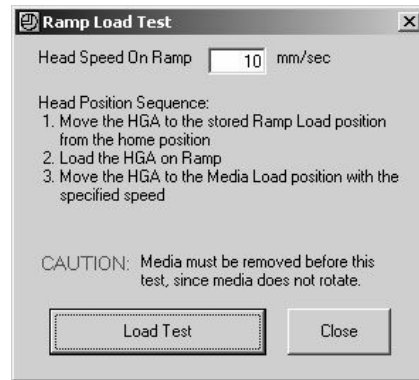 Ramp Load Test
Head Speed On Ramp 10 mm/sec
Head Position Sequence:
1. Move the HGA to the stored Ramp Load position
from the home position
2. Load the HGA on Ramp
3. Move the HGA to the Media Load position with the
specified speed
CAUTION: Media must be removed before this
test, since media does not rotate.
Load Test Close